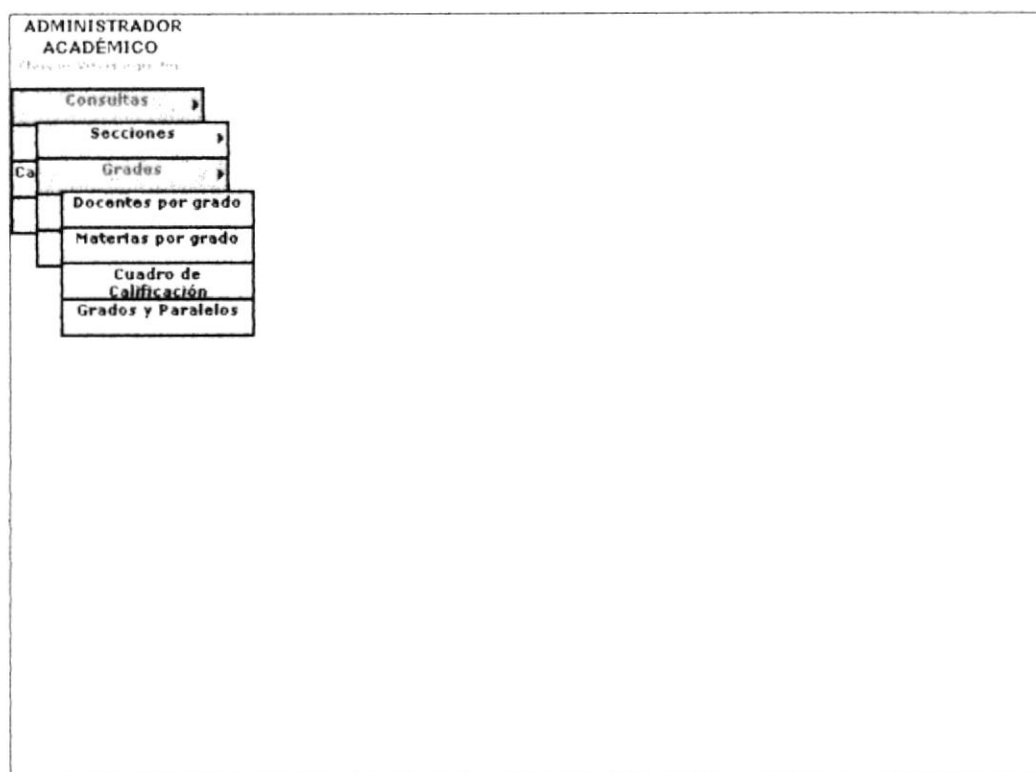 ADMINISTRADOR
ACADÉMICO
Consultas
Secciones
Ca
Grados
Docentes por grado
Materias por grado
Cuadro de
Calificación
Grados y Paralelos